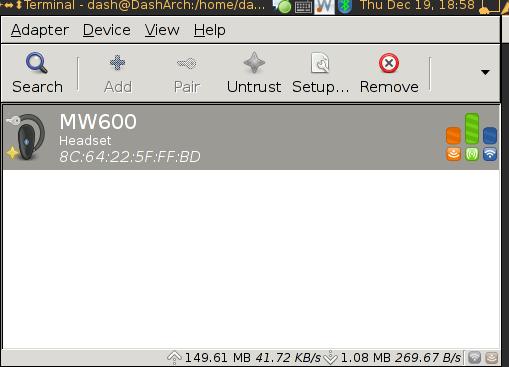 Terminal - dash@DashArch:/home/da... Thu Dec 19, 18:58
Adapter Device View Help
Search Add Pair Untrust Setup... Remove
MW600
Headset
8C:64:22:5F:FF:BD
149.61 MB 41.72 KB/s 1.08 MB 269.67 B/s